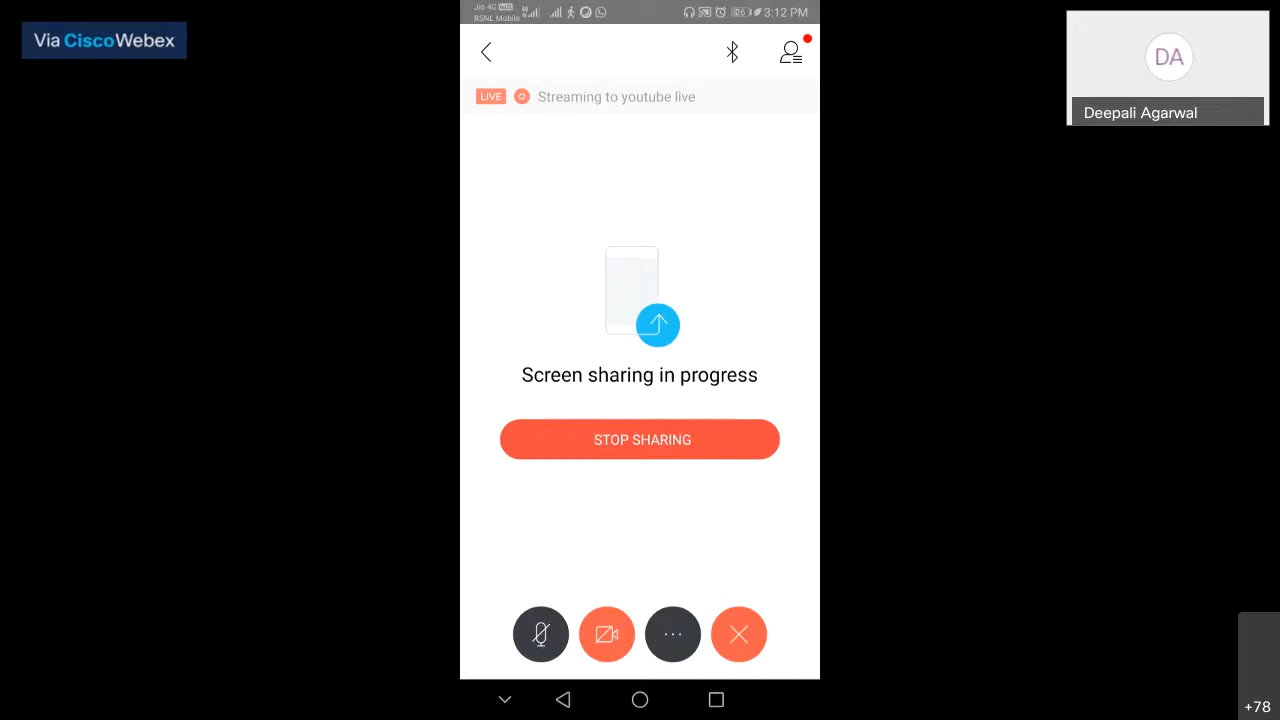 Via CiscoWebex
Jio 4G
BSNL Mobile
26
3:12 PM
LIVE
Streaming to youtube live
Screen sharing in progress
STOP SHARING
DA
Deepali Agarwal
+78